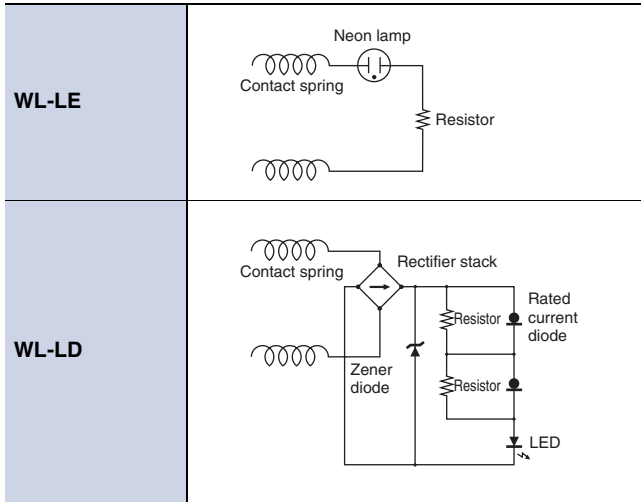 WL-LE
Neon lamp
Contact spring
Resistor
WL-LD
Contact spring
Rectifier stack
Zener
diode
Resistor
Resistor
Rated
current
diode
LED